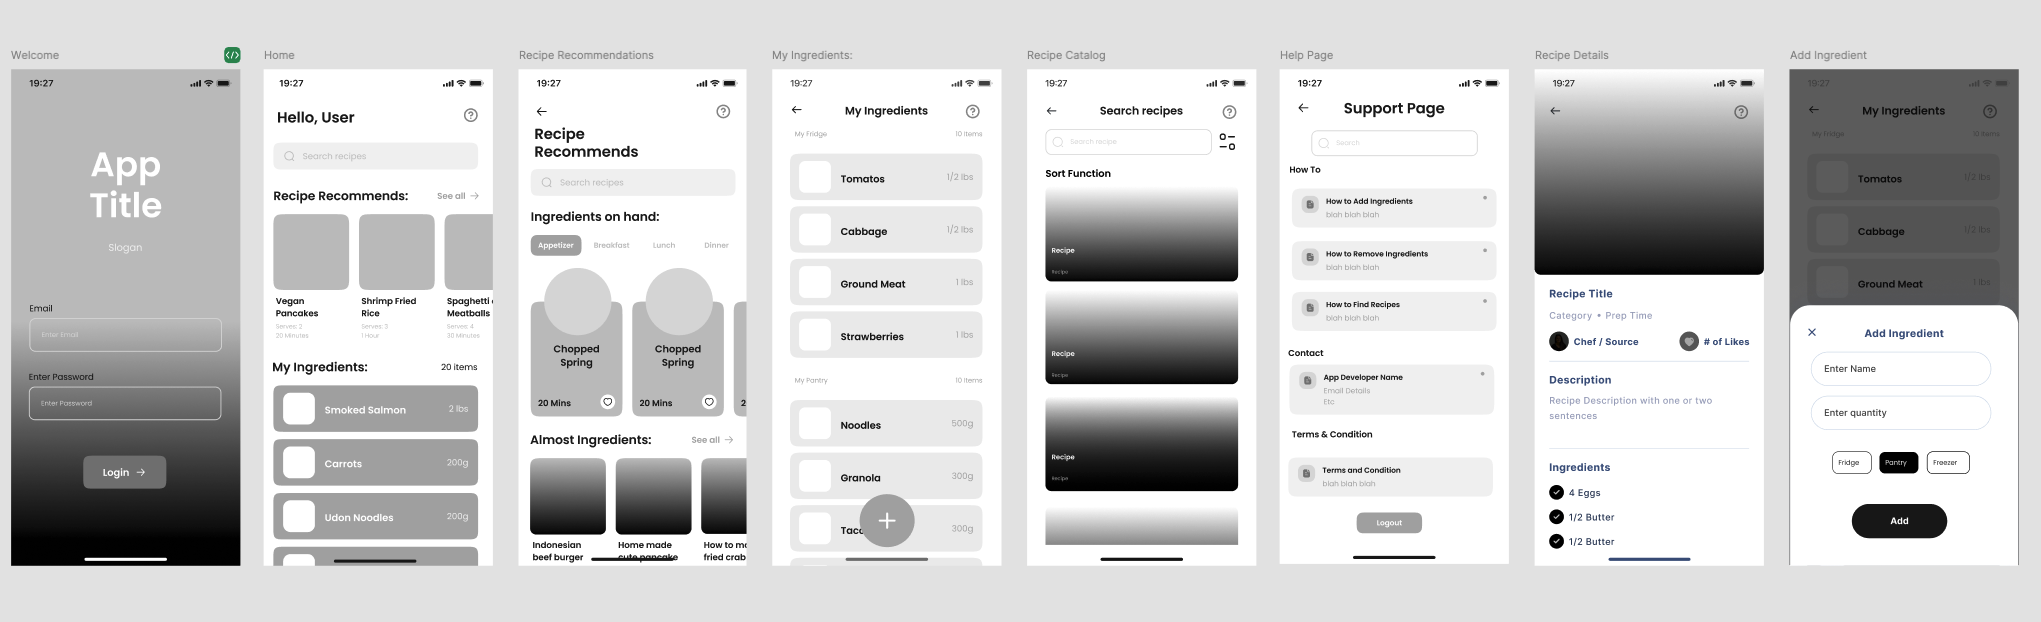 Welcome
</>
19:27
App
Title
Slogan
Email
Enter Email
Enter Password
Enter Password
Login →
Home
19:27
Hello, User
?
Search recipes
Recipe Recommends:
See all →
Vegan
Pancakes
Serves: 2
20 Minutes
Shrimp Fried
Rice
Serves: 3
1 Hour
Spaghetti
Meatballs
Serves: 4
30 Minutes
My Ingredients:
20 items
Smoked Salmon
2 lbs
Carrots
200g
Udon Noodles
200g
Recipe Recommendations
19:27
←
?
Recipe
Recommends
Search recipes
Ingredients on hand:
Appetizer
Breakfast
Lunch
Dinner
Chopped
Spring
20 Mins
Chopped
Spring
20 Mins
2
Almost Ingredients:
See all →
Indonesian
beef burger
Home made
cute pancake
How to ma
fried crab
My Ingredients:
19:27
←
My Ingredients
?
My Fridge
10 Items
Tomatos
1/2 lbs
Cabbage
1/2 lbs
Ground Meat
1 lbs
Strawberries
1 lbs
My Pantry
10 Items
Noodles
500g
Granola
300g
Taco
300g
+
Recipe Catalog
19:27
←
Search recipes
?
Search recipe
Sort Function
Recipe
Recipe
Recipe
Recipe
Recipe
Recipe
Help Page
19:27
←
Support Page
Search
How To
How to Add Ingredients
blah blah blah
How to Remove Ingredients
blah blah blah
How to Find Recipes
blah blah blah
Contact
App Developer Name
Email Details
Etc
Terms & Condition
Terms and Condition
blah blah blah
Logout
Recipe Details
19:27
←
?
Recipe Title
Category • Prep Time
Chef / Source
# of Likes
Description
Recipe Description with one or two
sentences
Ingredients
4 Eggs
1/2 Butter
1/2 Butter
Add Ingredient
19:27
←
My Ingredients
?
My Fridge
10 Items
Tomatos
1/2 lbs
Cabbage
1/2 lbs
Ground Meat
1 lbs
Add Ingredient
Enter Name
Enter quantity
Fridge
Pantry
Freezer
Add